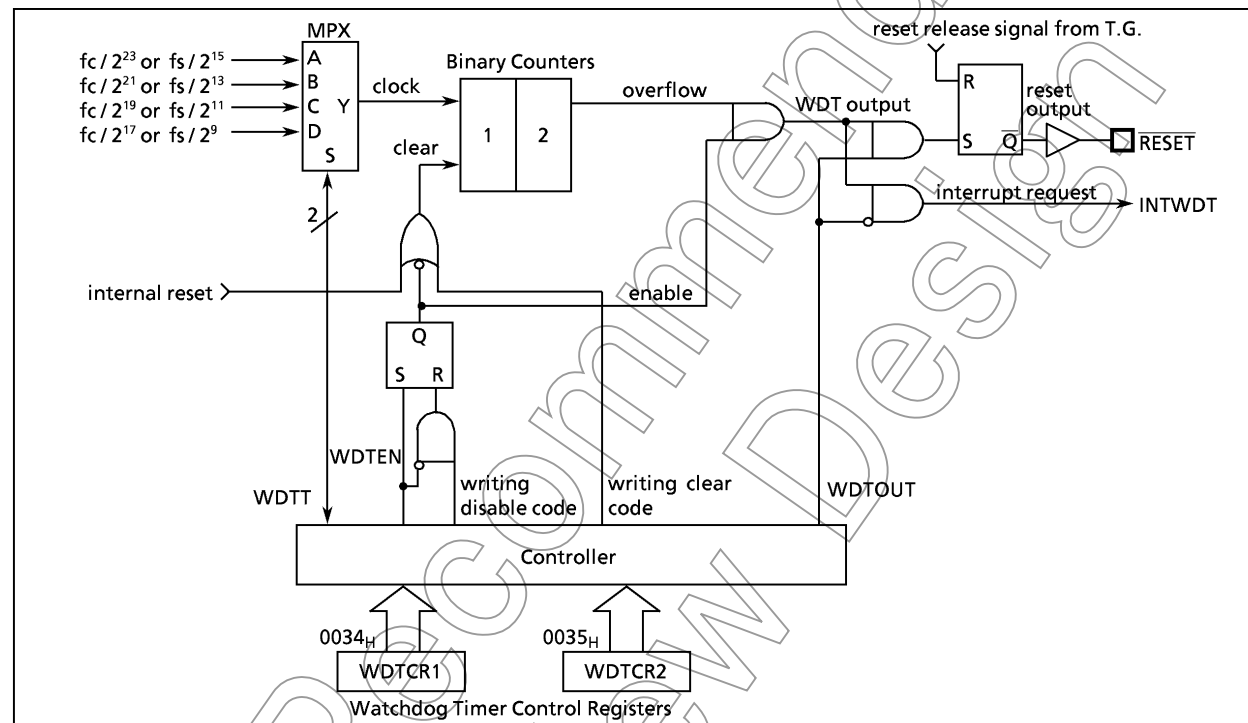 MPX
reset release signal from T.G.
fc / 2²³ or fs / 2¹⁵
fc / 2²¹ or fs / 2¹³
fc / 2¹⁹ or fs / 2¹¹
fc / 2¹⁷ or fs / 2⁹
A
B
C
D
Y
S
clock
Binary Counters
1
2
clear
overflow
WDT output
R
S
Q̅
reset
output
R̅E̅S̅E̅T̅
interrupt request
INTWDT
2
internal reset
enable
Q
S
R
WDTEN
WDTT
writing
disable code
writing clear
code
WDTOUT
Controller
0034H
0035H
WDTCR1
WDTCR2
Watchdog Timer Control Registers
Recommend
New Design